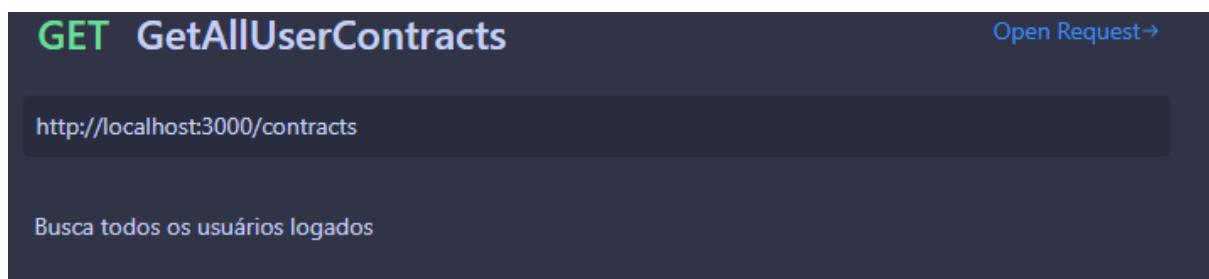 GET GetAllUserContracts Open Request→
http://localhost:3000/contracts
Busca todos os usuários logados